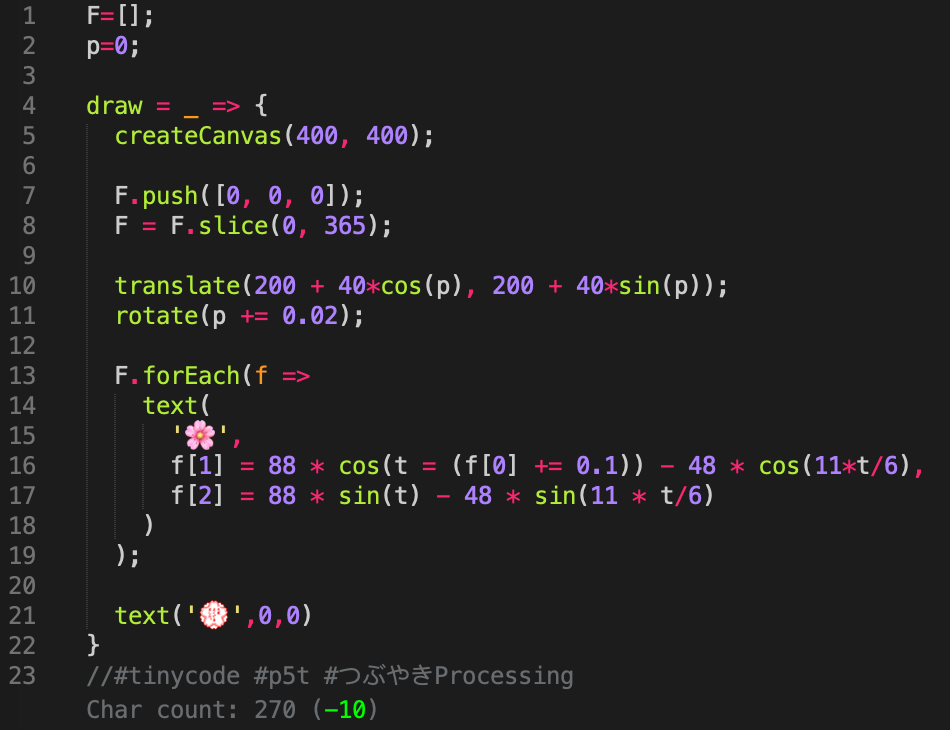 1 F=[];
2 p=0;
3
4 draw = _ => {
5 createCanvas(400, 400);
6
7 F.push([0, 0, 0]);
8 F = F.slice(0, 365);
9
10 translate(200 + 40*cos(p), 200 + 40*sin(p));
11 rotate(p += 0.02);
12
13 F.forEach(f =>
14 text(
15 '🌸',
16 f[1] = 88 * cos(t = (f[0] += 0.1)) - 48 * cos(11*t/6),
17 f[2] = 88 * sin(t) - 48 * sin(11 * t/6)
18 )
19 );
20
21 text('💮',0,0)
22 }
23 //#tinycode #p5t #つぶやきProcessing
Char count: 270 (-10)